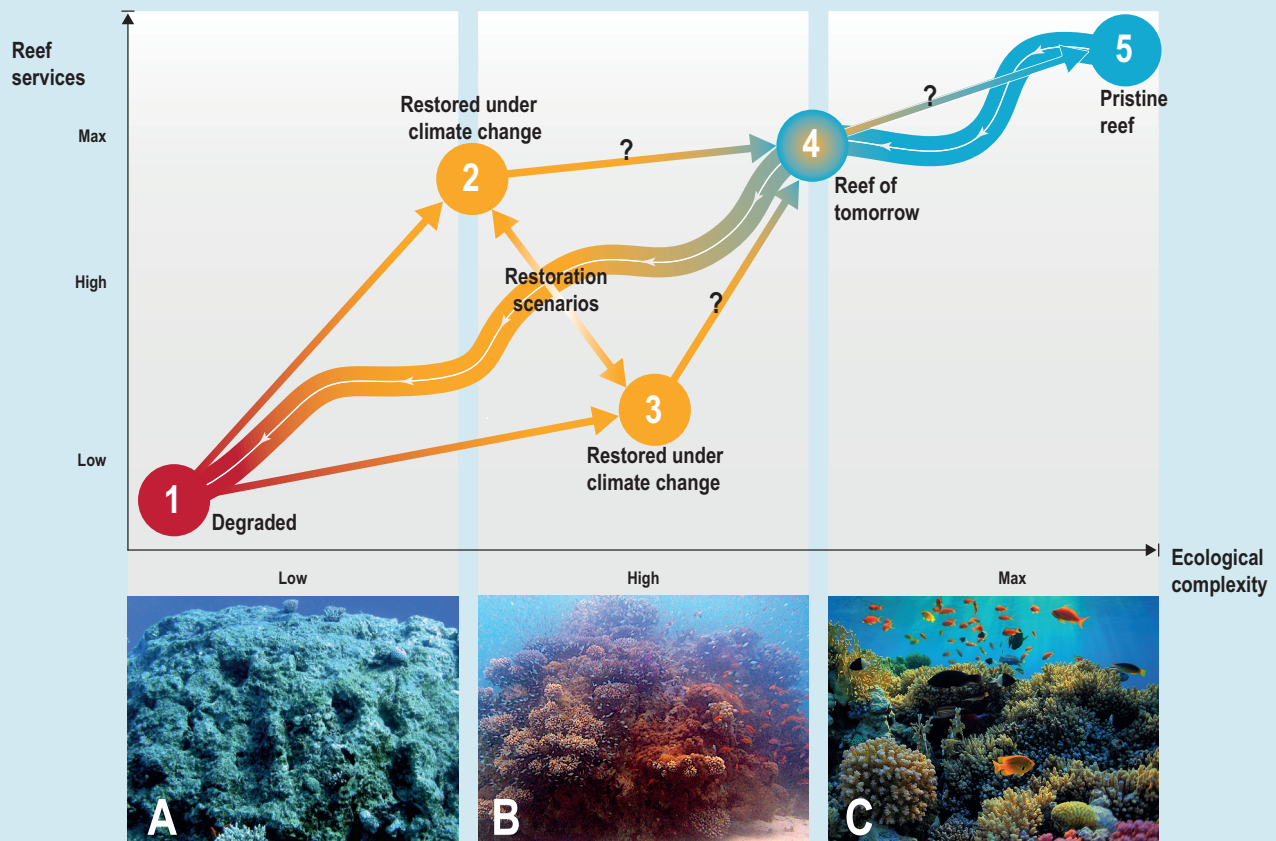 Reef
services
Max
High
Low
5
Pristine
reef
?
Restored under
climate change
2
?
4
Reef of
tomorrow
Restoration
scenarios
?
3
Restored under
climate change
1
Degraded
Ecological
complexity
Low
High
Max
A
B
C